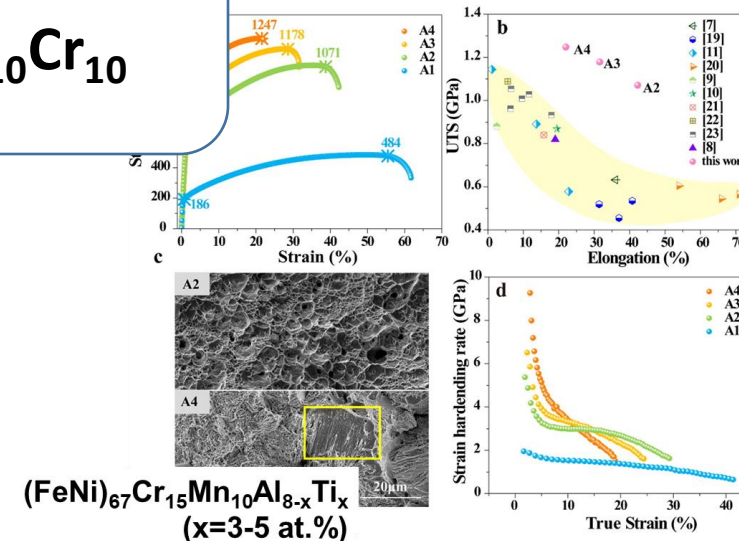 10Cr10
1247
1178
1071
484
186
A4
A3
A2
A1
400
200
0
0 10 20 30 40 50 60 70
Strain (%)
b
UTS (GPa)
1.4
1.2
1.0
0.8
0.6
0.4
0 10 20 30 40 50 60 70
Elongation (%)
A4
A3
A2
[7]
[19]
[11]
[20]
[9]
[10]
[21]
[22]
[23]
[8]
this wor
c
A2
A4
20μm
d
Strain hardending rate (GPa)
10
8
6
4
2
0
0 10 20 30 40
True Strain (%)
A4
A3
A2
A1
(FeNi)67Cr15Mn10Al8-xTix
(x=3-5 at.%)